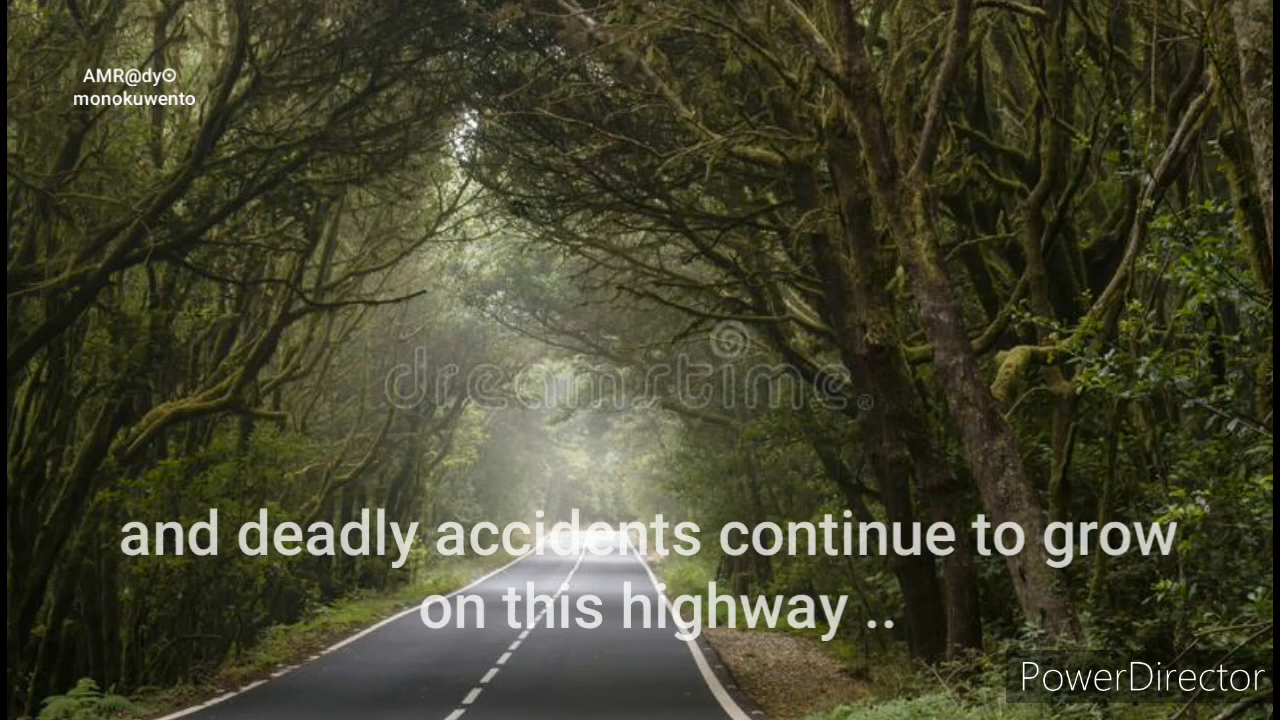 AMR@dy⊙
monokuwento
dreamstime
and deadly accidents continue to grow
on this highway ..
PowerDirector